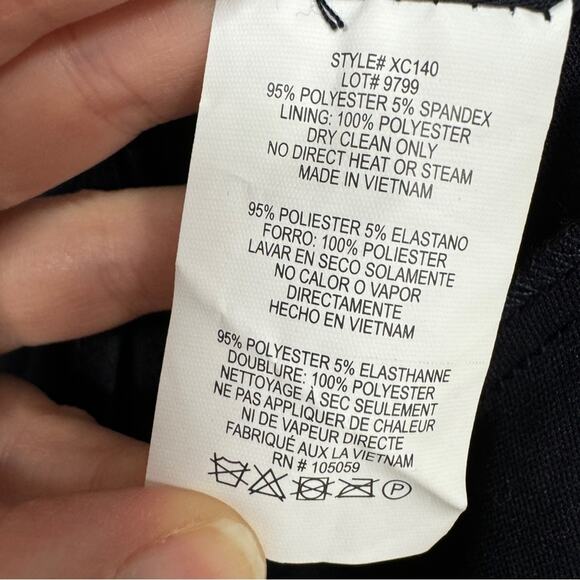 STYLE# XC140
LOT# 9799
95% POLYESTER 5% SPANDEX
LINING: 100% POLYESTER
DRY CLEAN ONLY
NO DIRECT HEAT OR STEAM
MADE IN VIETNAM
95% POLIESTER 5% ELASTANO
FORRO: 100% POLIESTER
LAVAR EN SECO SOLAMENTE
NO CALOR O VAPOR
DIRECTAMENTE
HECHO EN VIETNAM
95% POLYESTER 5% ELASTHANNE
DOUBLURE: 100% POLYESTER
NETTOYAGE À SEC SEULEMENT
NE PAS APPLIQUER DE CHALEUR
NI DE VAPEUR DIRECTE
FABRIQUÉ AUX LA VIETNAM
RN # 105059
P